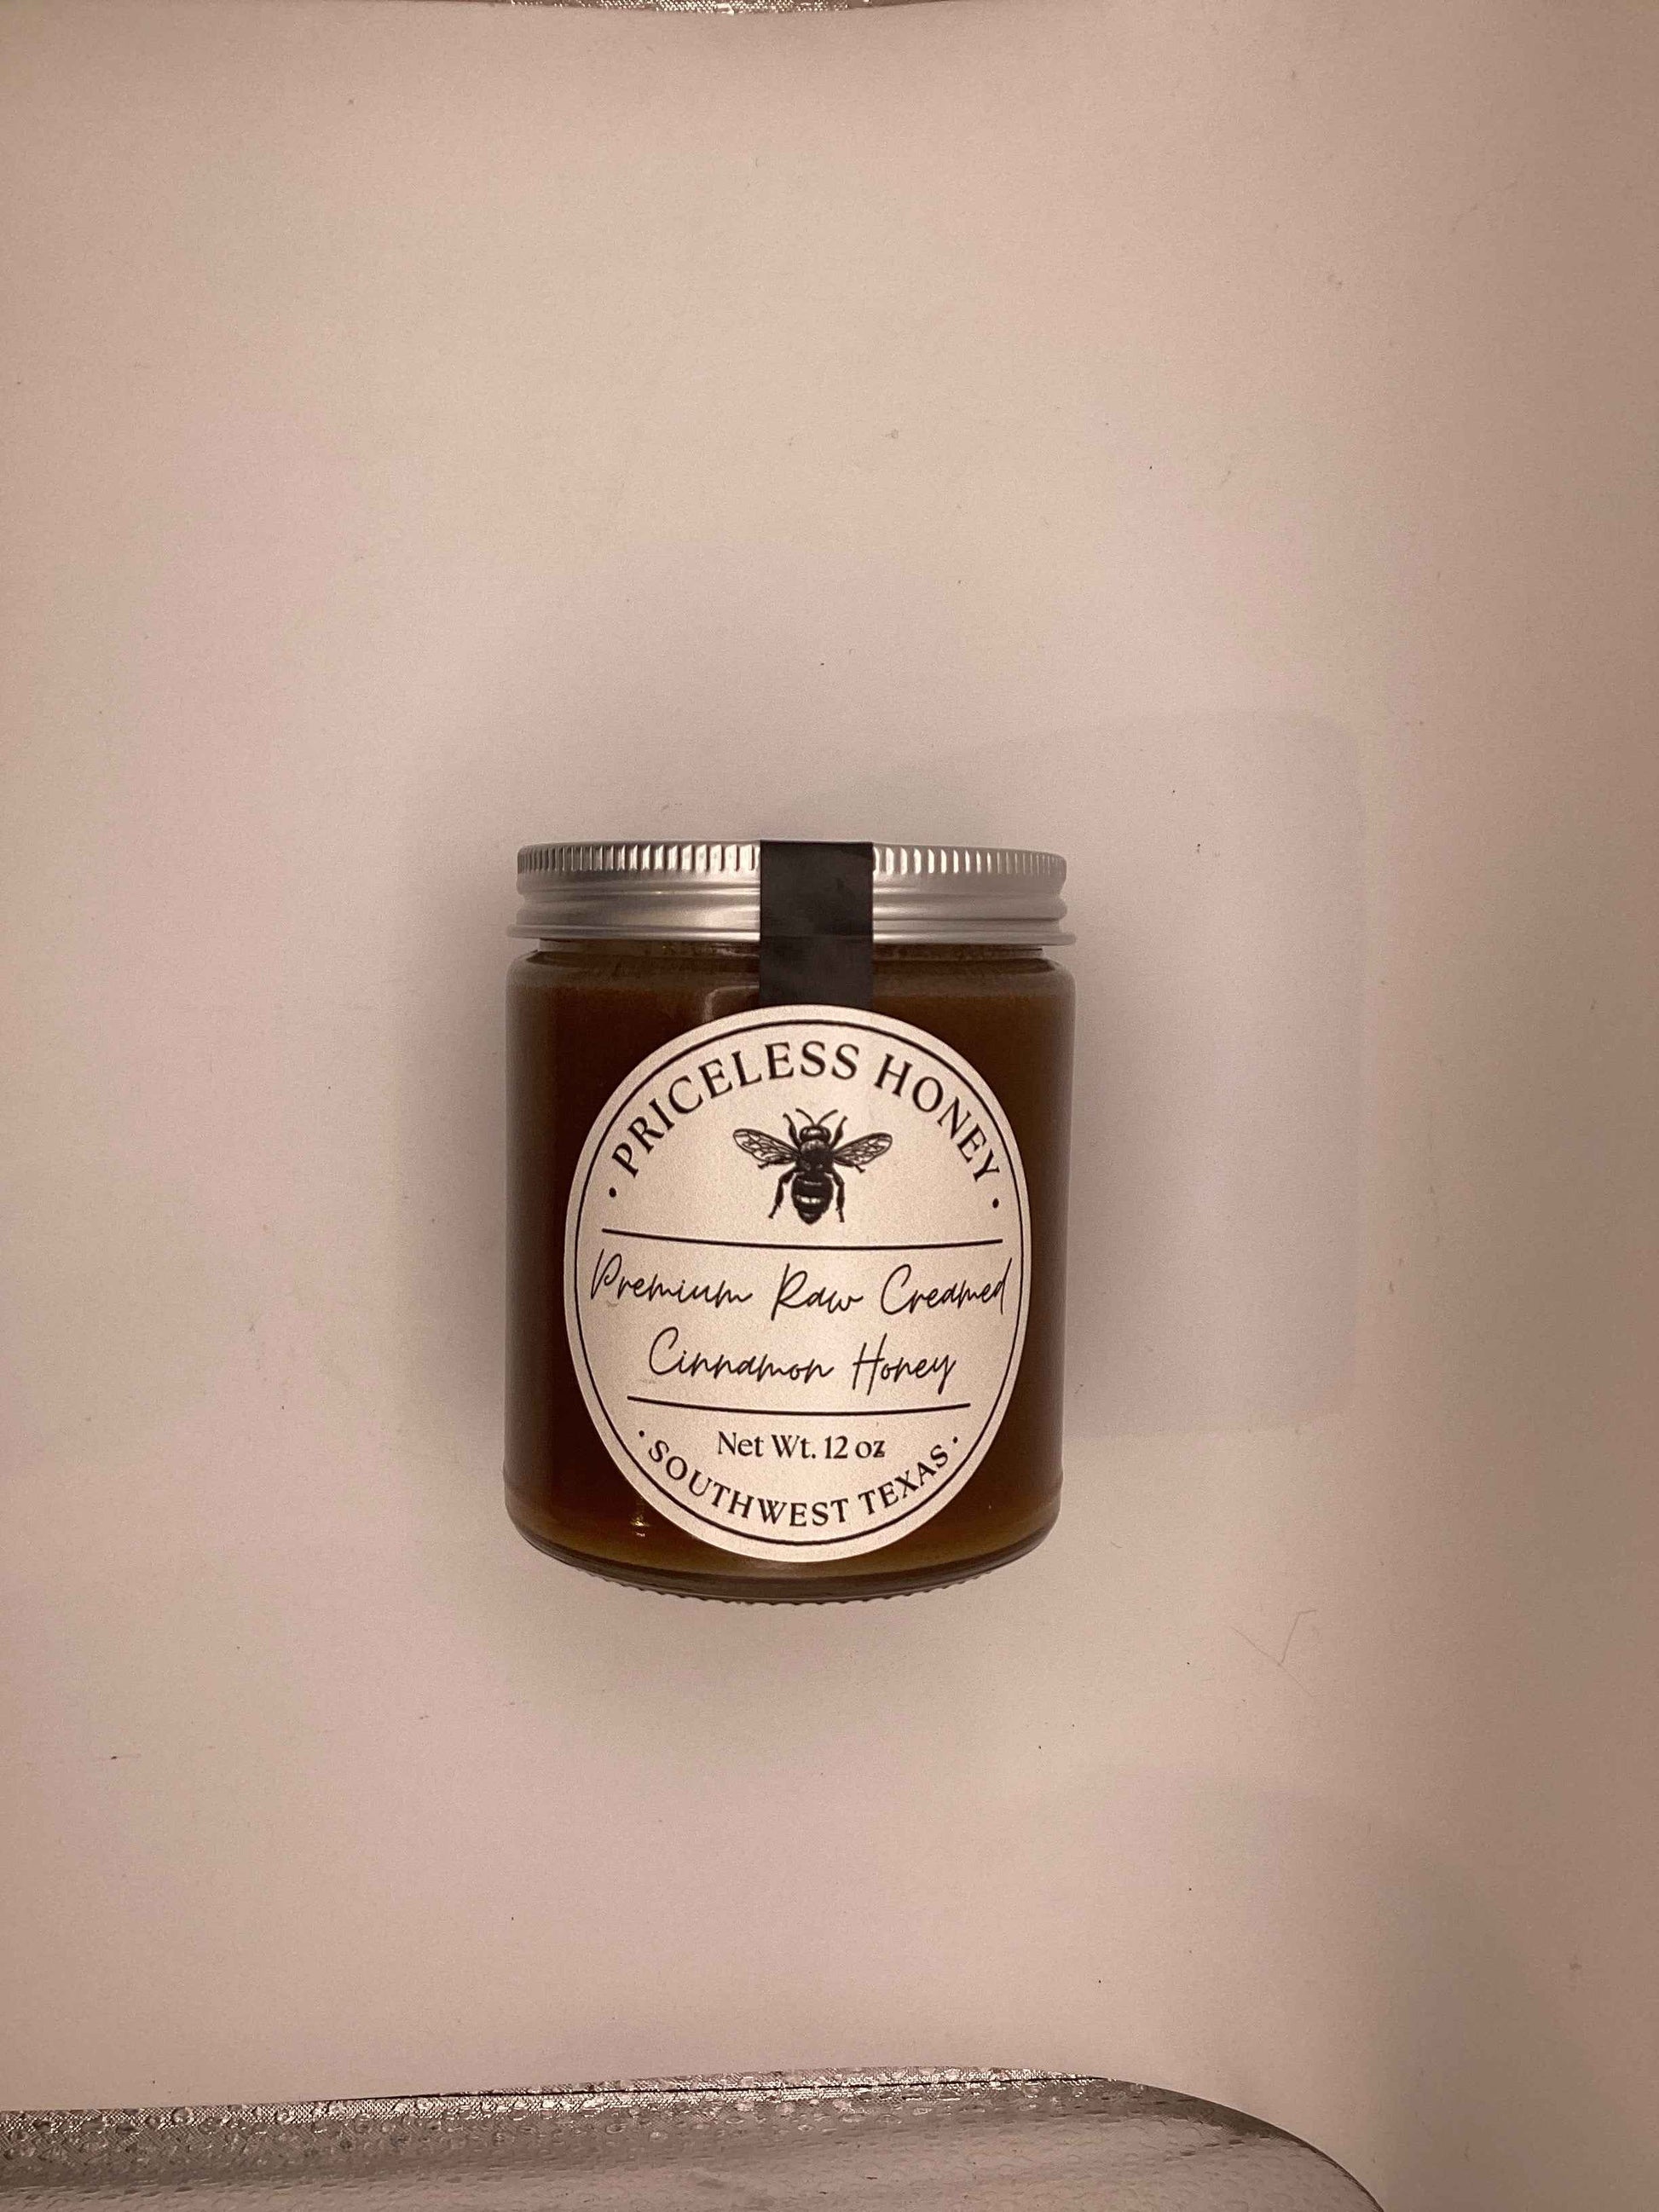 · PRICELESS HONEY ·
Premium Raw Creamed
Cinnamon Honey
Net Wt. 12 oz
· SOUTHWEST TEXAS ·